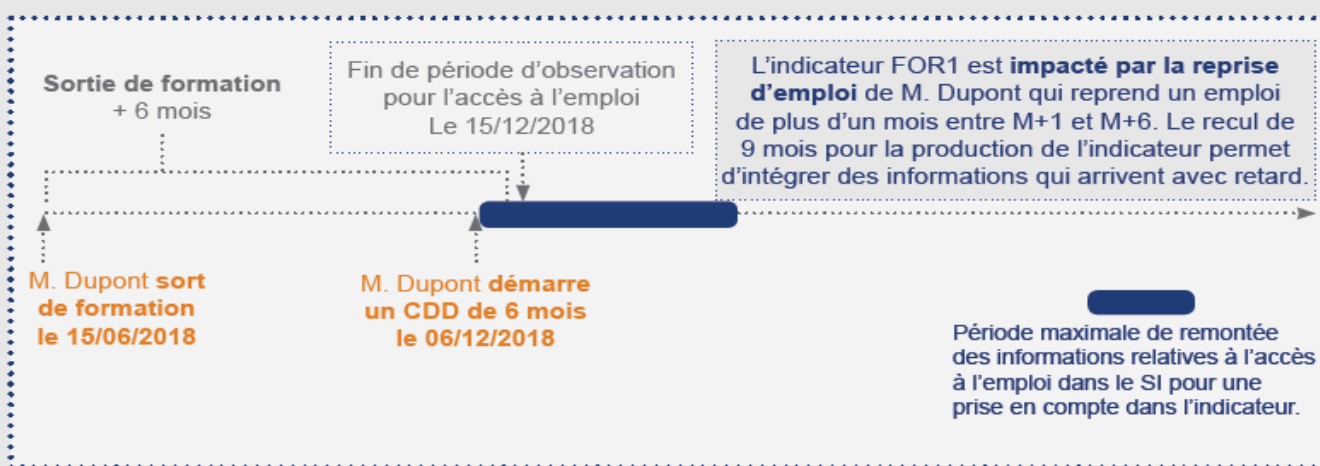 Sortie de formation
+ 6 mois
Fin de période d’observation
pour l’accès à l’emploi
Le 15/12/2018
L’indicateur FOR1 est impacté par la reprise
d’emploi de M. Dupont qui reprend un emploi
de plus d’un mois entre M+1 et M+6. Le recul de
9 mois pour la production de l’indicateur permet
d’intégrer des informations qui arrivent avec retard.
M. Dupont sort
de formation
le 15/06/2018
M. Dupont démarre
un CDD de 6 mois
le 06/12/2018
Période maximale de remontée
des informations relatives à l’accès
à l’emploi dans le SI pour une
prise en compte dans l’indicateur.